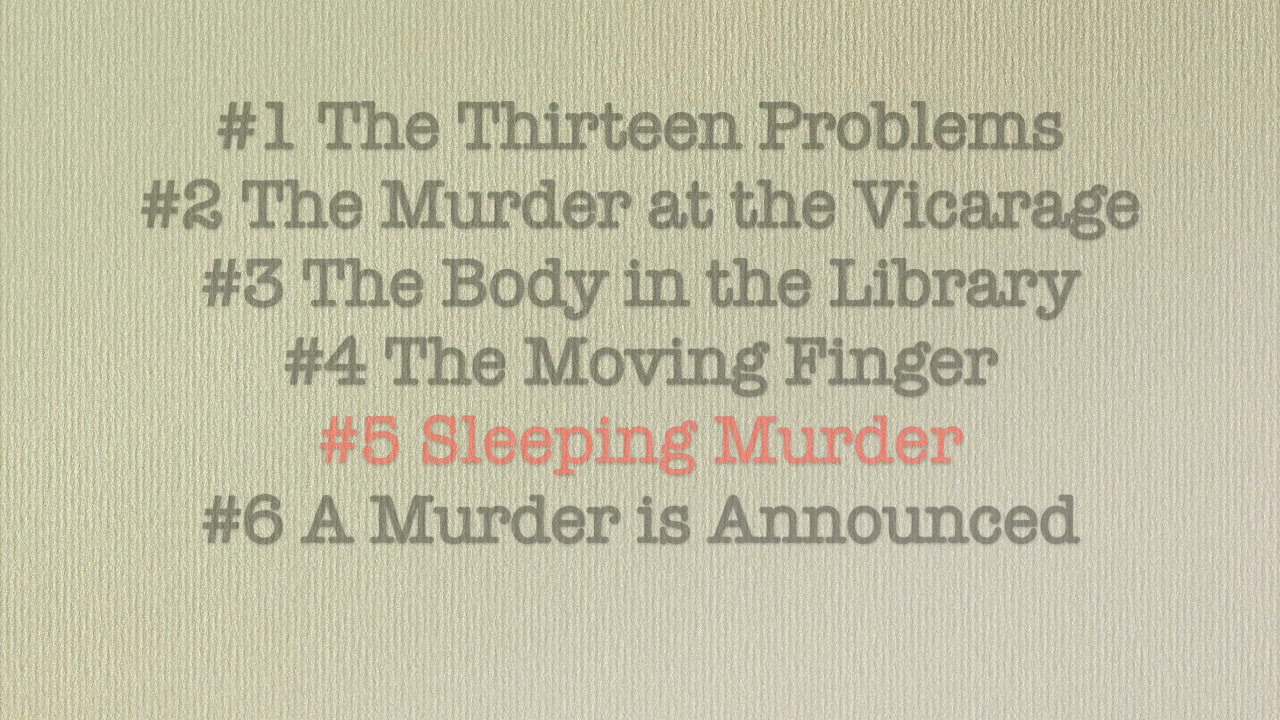 #1 The Thirteen Problems
#2 The Murder at the Vicarage
#3 The Body in the Library
#4 The Moving Finger
#5 Sleeping Murder
#6 A Murder is Announced